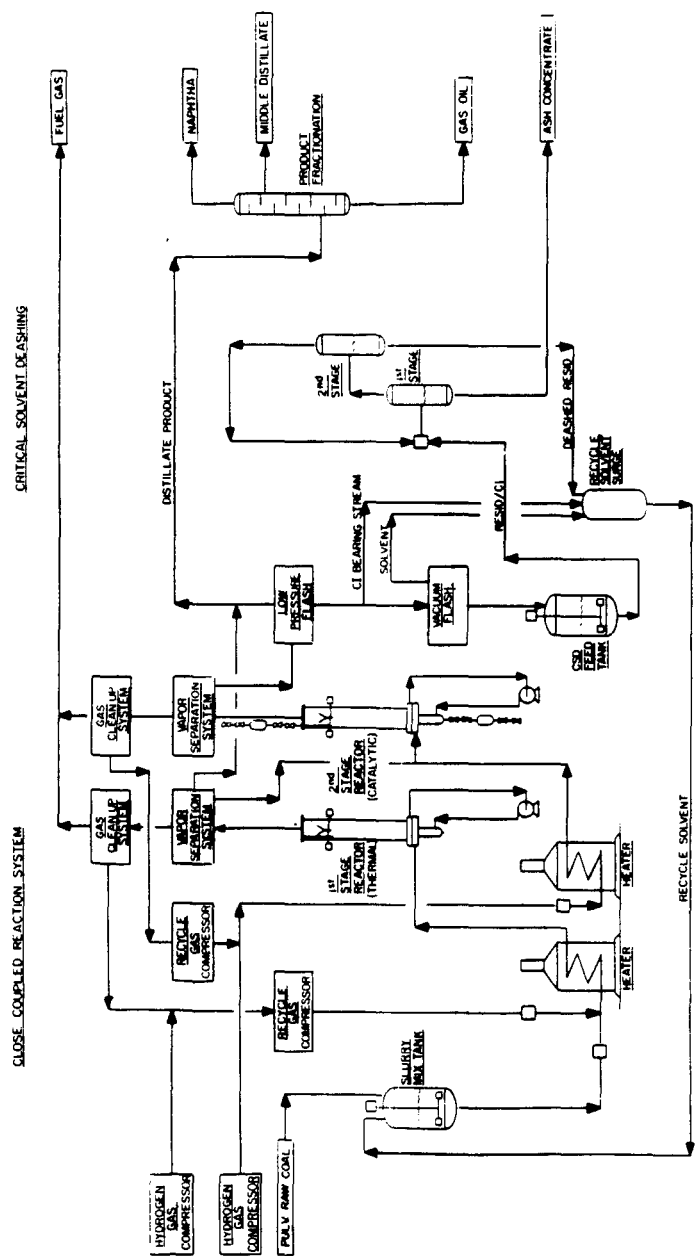 CLOSE COUPLED REACTION SYSTEM
CRITICAL SOLVENT DEASHING
FUEL GAS
NAPHTHA
MIDDLE DISTILLATE
GAS OIL
ASH CONCENTRATE
PRODUCT
FRACTIONATION
DISTILLATE PRODUCT
GAS
CLEAN UP
SYSTEM
GAS
CLEAN UP
SYSTEM
VAPOR
SEPARATION
SYSTEM
VAPOR
SEPARATION
SYSTEM
LOW
PRESSURE
FLASH
2nd
STAGE
1st
STAGE
CI BEARING STREAM
SOLVENT
VACUUM
FLASH
RESID/CI
DEASHED RESID
RECYCLE
SOLVENT
SURGE
CSD
FEED
TANK
HYDROGEN
GAS
COMPRESSOR
HYDROGEN
GAS
COMPRESSOR
RECYCLE
GAS
COMPRESSOR
RECYCLE
GAS
COMPRESSOR
1st
STAGE
REACTOR
(THERMAL)
2nd
STAGE
REACTOR
(CATALYTIC)
PULV RAW COAL
SLURRY
MIX TANK
HEATER
HEATER
RECYCLE SOLVENT